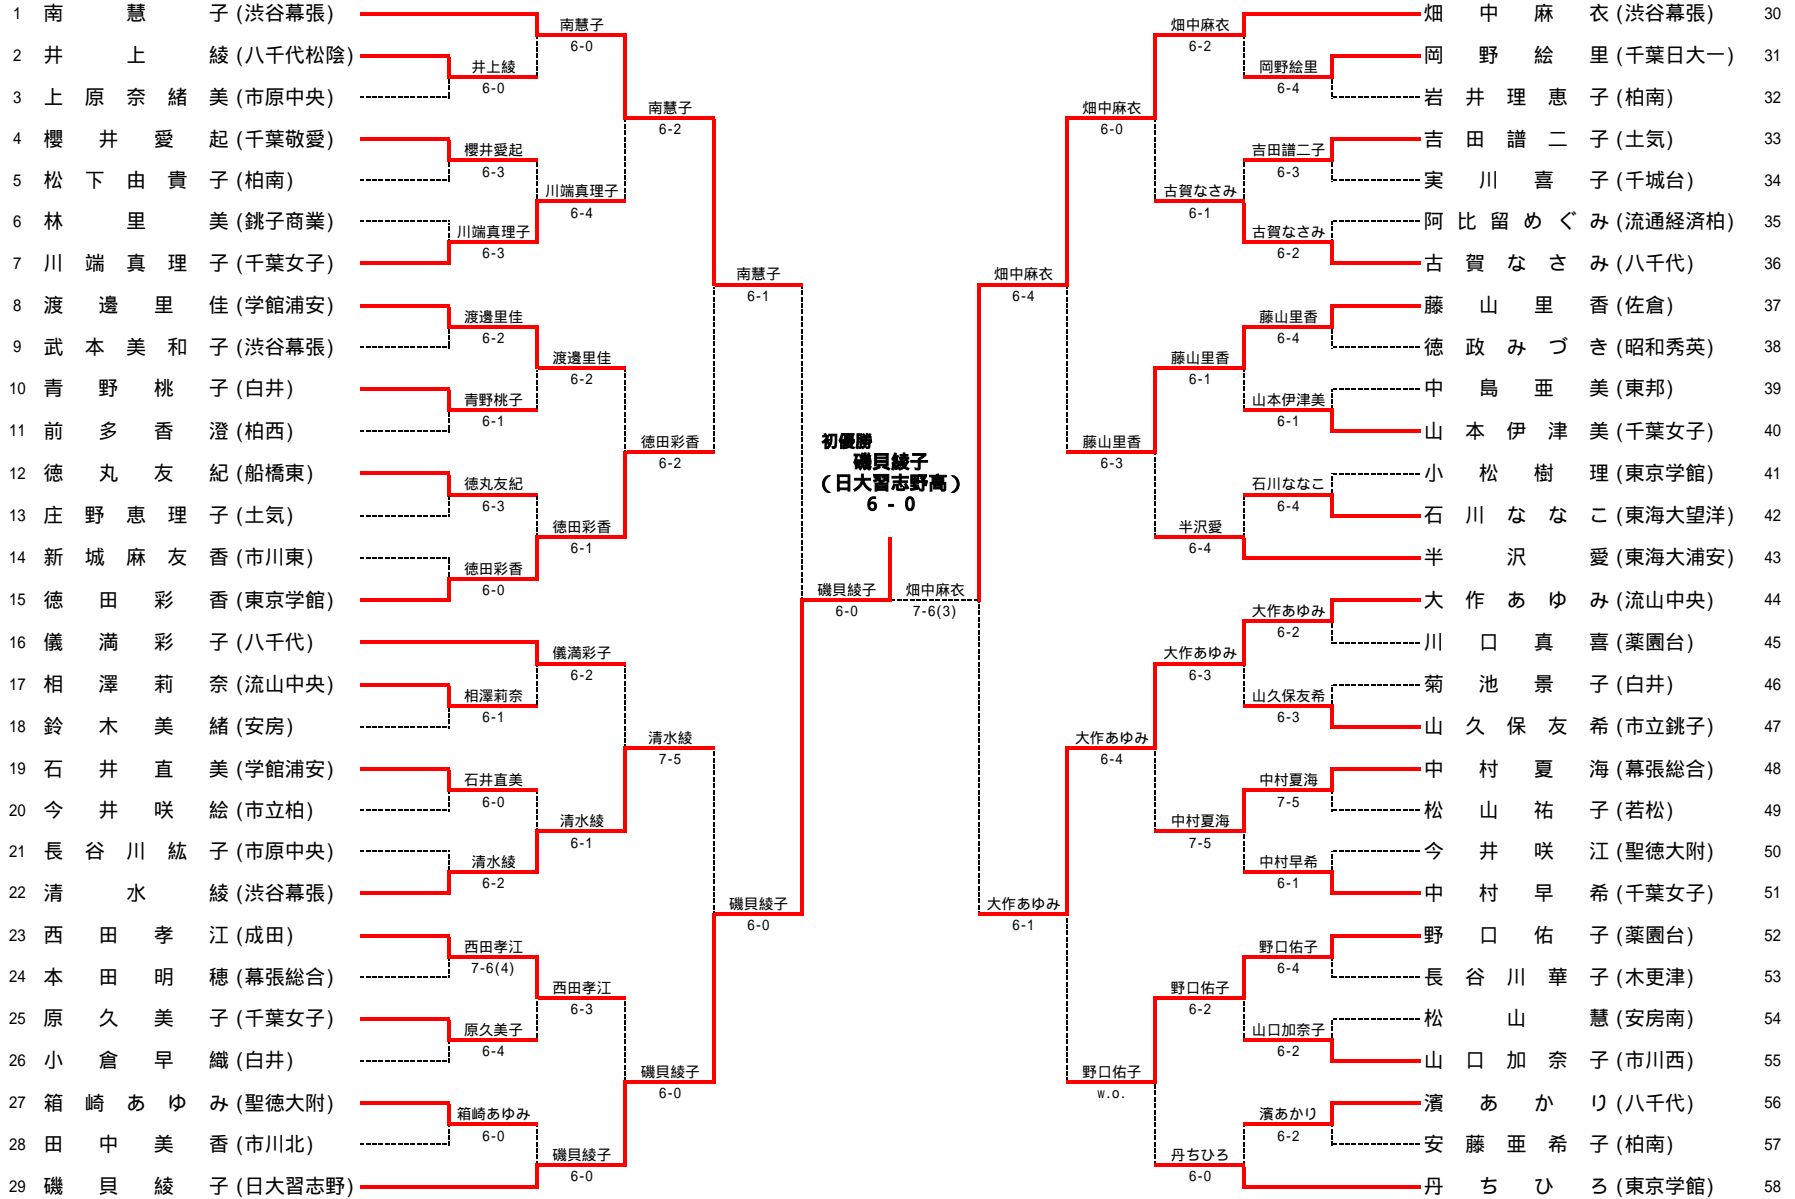 1 南慧子 (渋谷幕張)
2 井上綾 (八千代松陰)
3 上原奈緒美 (市原中央)
4 櫻井愛起 (千葉敬愛)
5 松下由貴子 (柏南)
6 林里美 (銚子商業)
7 川端真理子 (千葉女子)
8 渡邊里佳 (学館浦安)
9 武本美和子 (渋谷幕張)
10 青野桃子 (白井)
11 前多香澄 (柏西)
12 徳丸友紀 (船橋東)
13 庄野恵理子 (土気)
14 新城麻友香 (市川東)
15 徳田彩香 (東京学館)
16 儀満彩子 (八千代)
17 相澤莉奈 (流山中央)
18 鈴木美緒 (安房)
19 石井直美 (学館浦安)
20 今井咲絵 (市立柏)
21 長谷川紘子 (市原中央)
22 清水綾 (渋谷幕張)
23 西田孝江 (成田)
24 本田明穂 (幕張総合)
25 原久美子 (千葉女子)
26 小倉早織 (白井)
27 箱崎あゆみ (聖徳大附)
28 田中美香 (市川北)
29 磯貝綾子 (日大習志野)
井上綾
6-0
櫻井愛起
6-3
川端真理子
6-3
渡邊里佳
6-2
青野桃子
6-1
徳丸友紀
6-3
徳田彩香
6-0
相澤莉奈
6-1
石井直美
6-0
清水綾
6-2
西田孝江
7-6(4)
原久美子
6-4
箱崎あゆみ
6-0
南慧子
6-0
川端真理子
6-4
渡邊里佳
6-2
徳田彩香
6-1
儀満彩子
6-2
清水綾
6-1
西田孝江
6-3
磯貝綾子
6-0
南慧子
6-2
徳田彩香
6-2
清水綾
7-5
磯貝綾子
6-0
南慧子
6-1
磯貝綾子
6-0
磯貝綾子
6-0
初優勝
磯貝綾子
(日大習志野高)
6 - 0
畑中麻衣
7-6(3)
畑中麻衣
6-4
大作あゆみ
6-1
畑中麻衣
6-0
藤山里香
6-3
大作あゆみ
6-4
野口佑子
w.o.
畑中麻衣
6-2
古賀なさみ
6-1
藤山里香
6-1
半沢愛
6-4
大作あゆみ
6-3
中村夏海
7-5
野口佑子
6-2
丹ちひろ
6-0
岡野絵里
6-4
吉田譜二子
6-3
古賀なさみ
6-2
藤山里香
6-4
山本伊津美
6-1
石川ななこ
6-4
大作あゆみ
6-2
山久保友希
6-3
中村夏海
7-5
中村早希
6-1
野口佑子
6-4
山口加奈子
6-2
濱あかり
6-2
畑中麻衣 (渋谷幕張) 30
岡野絵里 (千葉日大一) 31
岩井理恵子 (柏南) 32
吉田譜二子 (土気) 33
実川喜子 (千城台) 34
阿比留めぐみ (流通経済柏) 35
古賀なさみ (八千代) 36
藤山里香 (佐倉) 37
徳政みづき (昭和秀英) 38
中島亜美 (東邦) 39
山本伊津美 (千葉女子) 40
小松樹理 (東京学館) 41
石川ななこ (東海大望洋) 42
半沢愛 (東海大浦安) 43
大作あゆみ (流山中央) 44
川口真喜 (薬園台) 45
菊池景子 (白井) 46
山久保友希 (市立銚子) 47
中村夏海 (幕張総合) 48
松山祐子 (若松) 49
今井咲江 (聖徳大附) 50
中村早希 (千葉女子) 51
野口佑子 (薬園台) 52
長谷川華子 (木更津) 53
松山慧 (安房南) 54
山口加奈子 (市川西) 55
濱あかり (八千代) 56
安藤亜希子 (柏南) 57
丹ちひろ (東京学館) 58